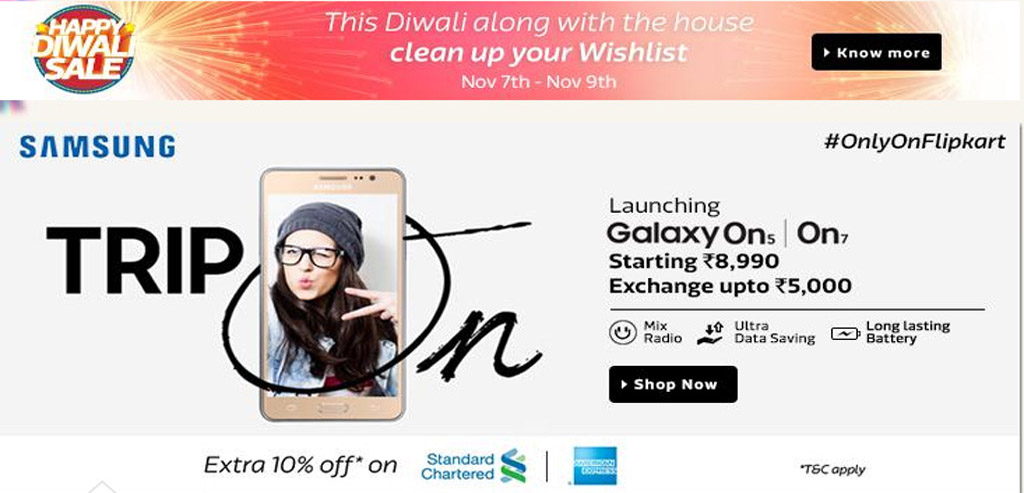 HAPPY
DIWALI
SALE
This Diwali along with the house
clean up your Wishlist
Nov 7th - Nov 9th
Know more
SAMSUNG
#OnlyOnFlipkart
SAMSUNG
TRIP On
Launching
Galaxy On5 | On7
Starting ₹8,990
Exchange upto ₹5,000
Mix
Radio
Ultra
Data Saving
Long lasting
Battery
Shop Now
Extra 10% off* on
Standard
Chartered
AMERICAN
EXPRESS
*T&C apply